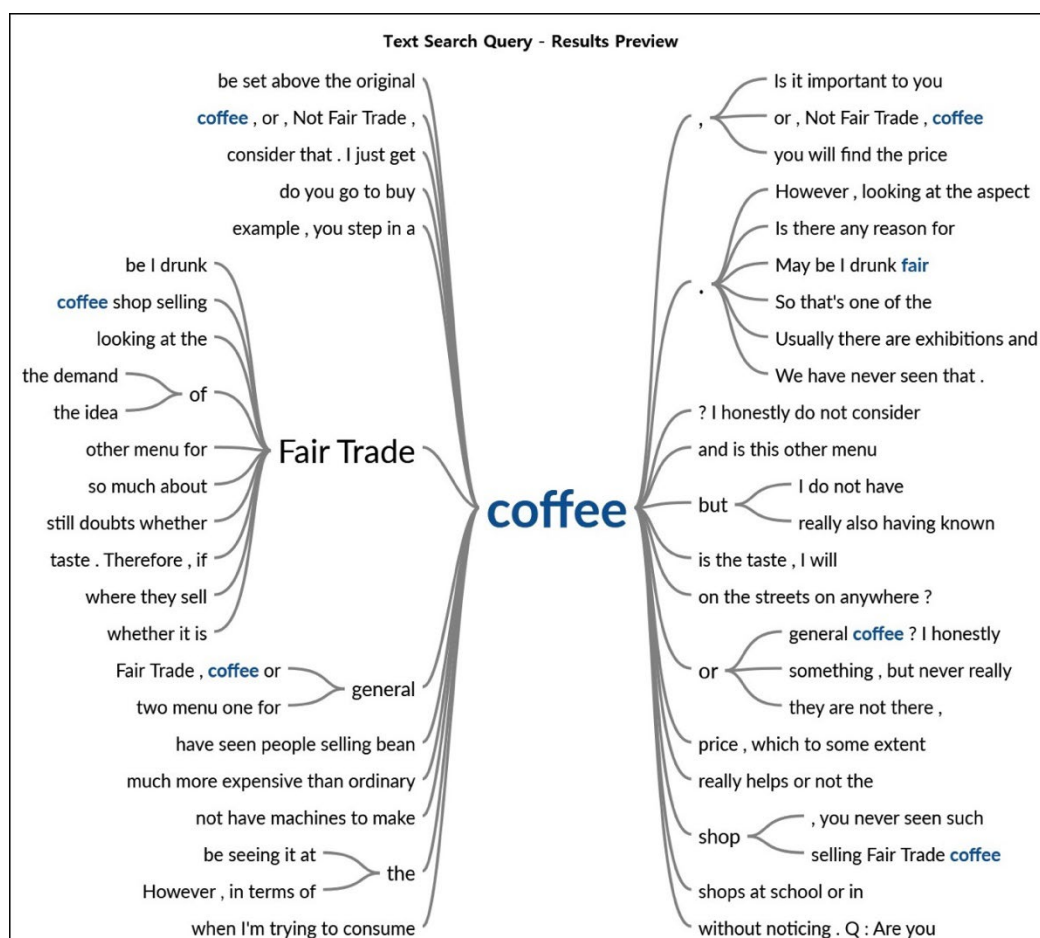 Text Search Query - Results Preview
be set above the original
coffee , or , Not Fair Trade ,
consider that . I just get
do you go to buy
example , you step in a
be I drunk
coffee shop selling
looking at the
the demand
the idea
of
other menu for
so much about
still doubts whether
taste . Therefore , if
where they sell
whether it is
Fair Trade
Fair Trade , coffee or
two menu one for
general
have seen people selling bean
much more expensive than ordinary
not have machines to make
be seeing it at
However , in terms of
the
when I'm trying to consume
coffee
,
Is it important to you
or , Not Fair Trade , coffee
you will find the price
.
However , looking at the aspect
Is there any reason for
May be I drunk fair
So that's one of the
Usually there are exhibitions and
We have never seen that .
? I honestly do not consider
and is this other menu
but
I do not have
really also having known
is the taste , I will
on the streets on anywhere ?
or
general coffee ? I honestly
something , but never really
they are not there ,
price , which to some extent
really helps or not the
shop
, you never seen such
selling Fair Trade coffee
shops at school or in
without noticing . Q : Are you